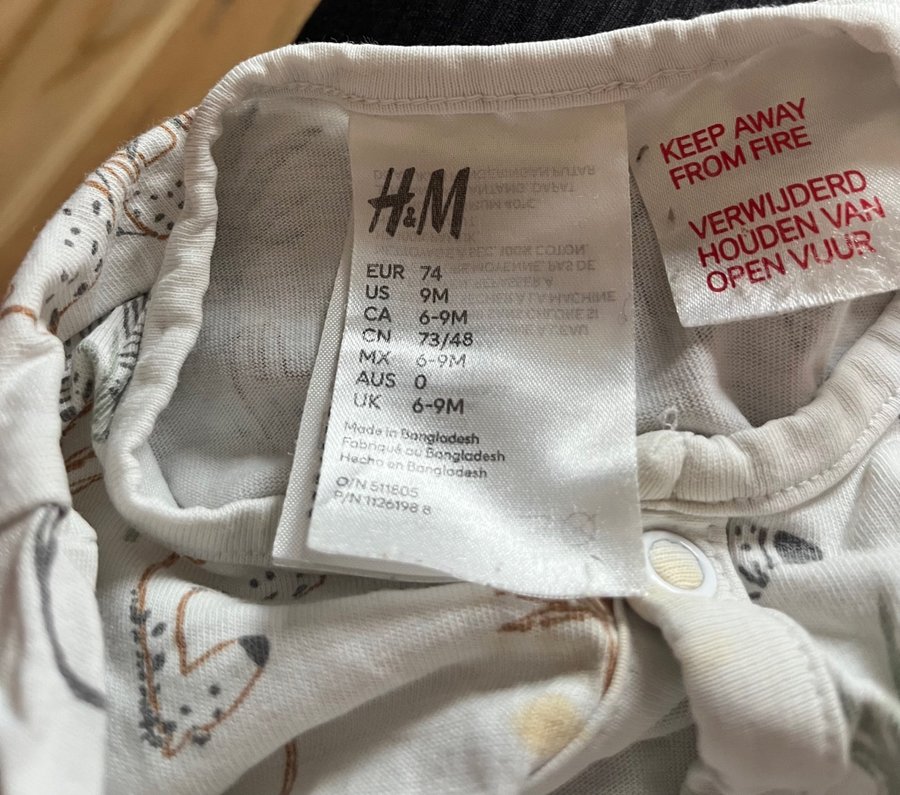 H&M
EUR 74
US 9M
CA 6-9M
CN 73/48
MX 6-9M
AUS 0
UK 6-9M
Made in Bangladesh
Fabriqué au Bangladesh
Hecho en Bangladesh
O/N 511805
P/N 1126198 8
KEEP AWAY
FROM FIRE
VERWIJDERD
HOUDEN VAN
OPEN VUUR